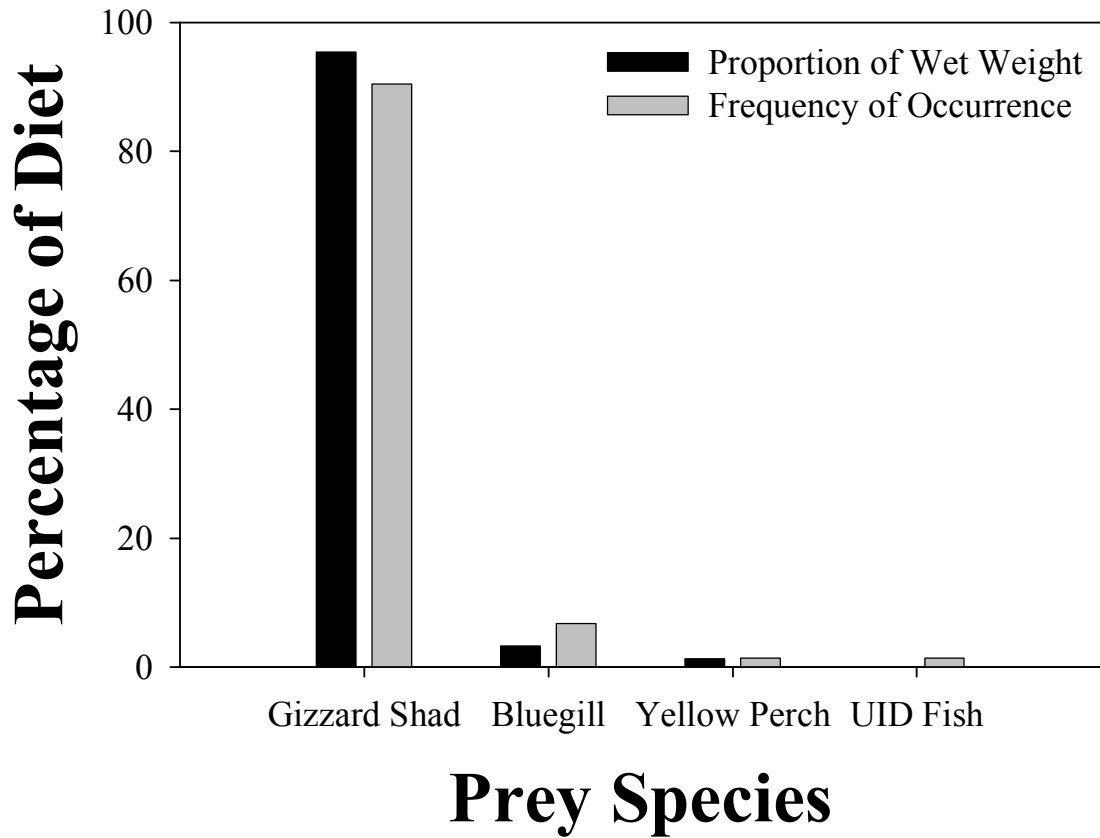 Percentage of Diet
100
80
60
40
20
0
Proportion of Wet Weight
Frequency of Occurrence
Gizzard Shad Bluegill Yellow Perch UID Fish
Prey Species